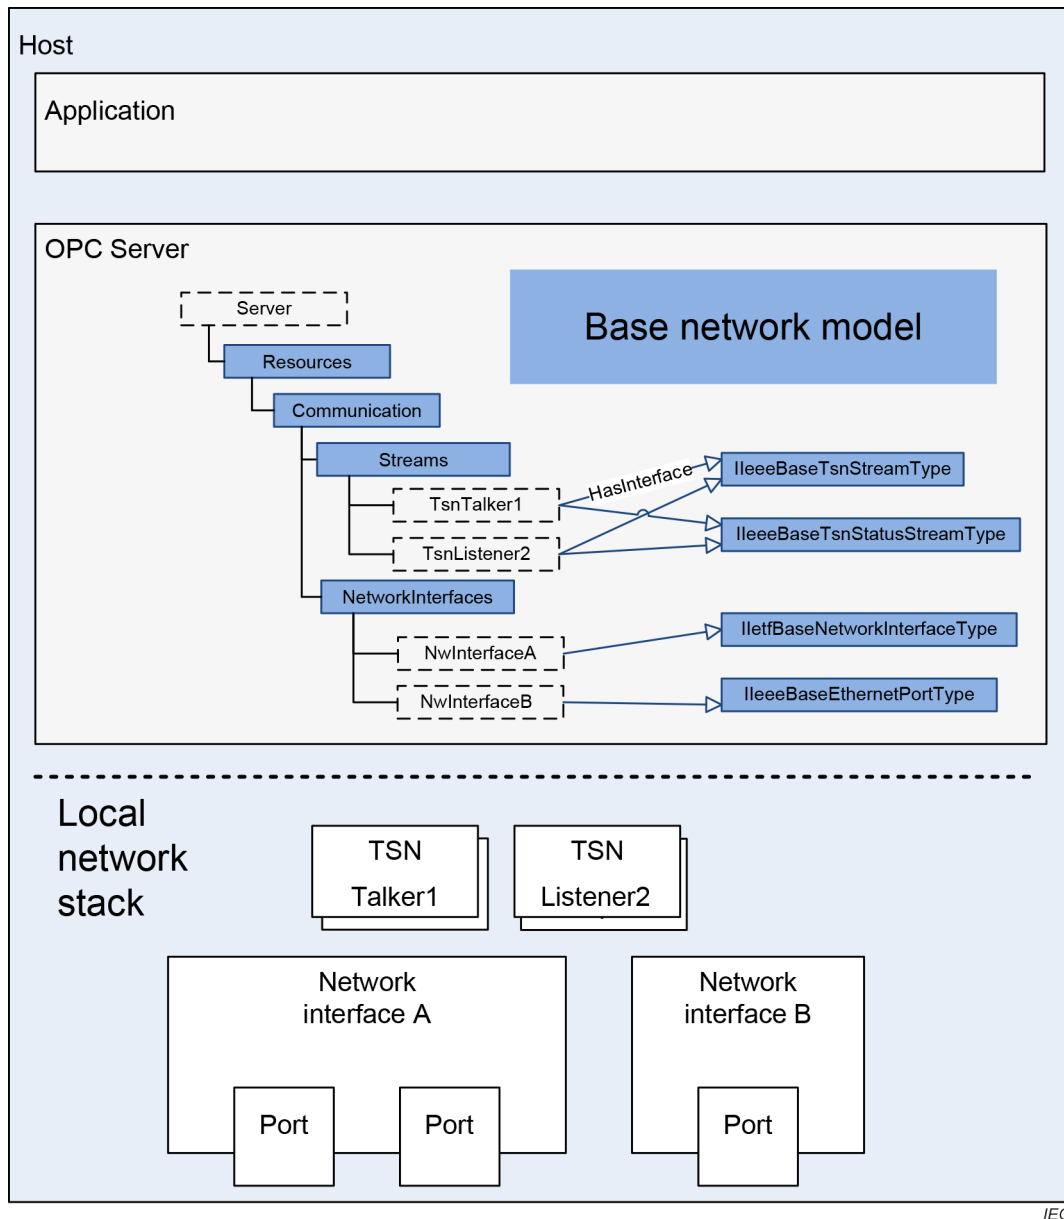 Host
Application
OPC Server
Server
Base network model
Resources
Communication
Streams
HasInterface
IIeeeBaseTsnStreamType
TsnTalker1
IIeeeBaseTsnStatusStreamType
TsnListener2
NetworkInterfaces
IIetfBaseNetworkInterfaceType
NwInterfaceA
IIeeeBaseEthernetPortType
NwInterfaceB
Local
network
stack
TSN
Talker1
TSN
Listener2
Network
interface A
Network
interface B
Port
Port
Port
IEC